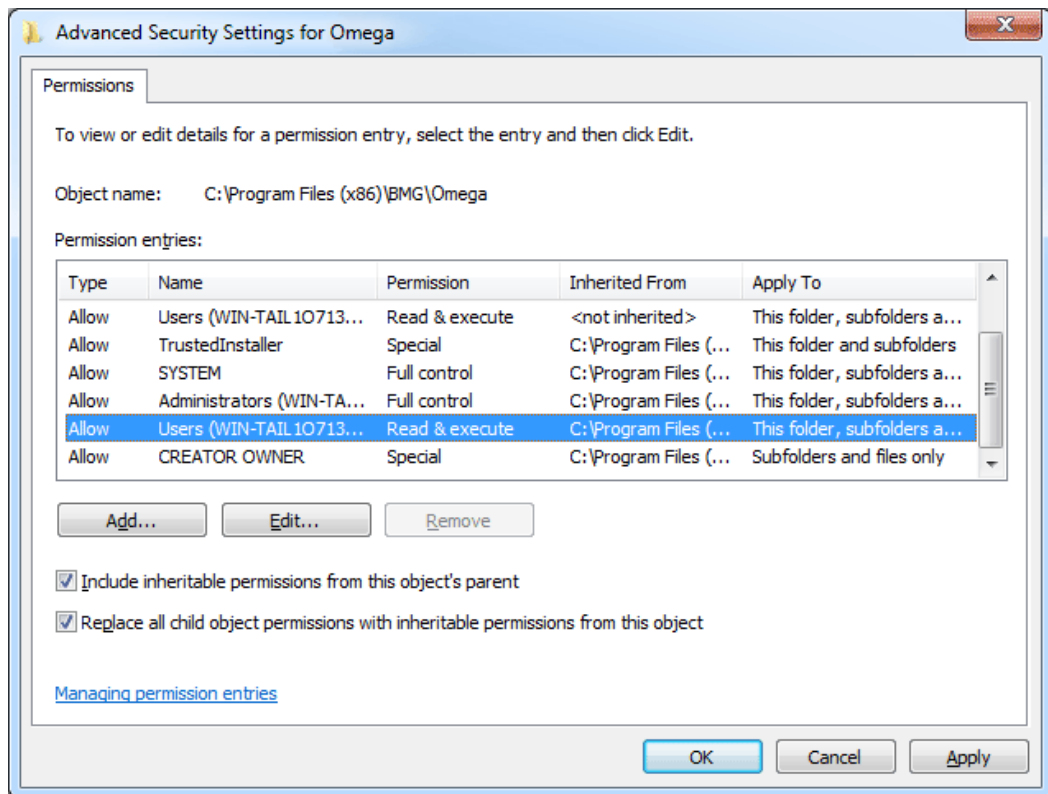 Advanced Security Settings for Omega
Permissions
To view or edit details for a permission entry, select the entry and then click Edit.
Object name: C:\Program Files (x86)\BMG\Omega
Permission entries:
Type Name Permission Inherited From Apply To
Allow Users (WIN-TAIL1O713... Read & execute <not inherited> This folder, subfolders a...
Allow TrustedInstaller Special C:\Program Files (... This folder and subfolders
Allow SYSTEM Full control C:\Program Files (... This folder, subfolders a...
Allow Administrators (WIN-TA... Full control C:\Program Files (... This folder, subfolders a...
Allow Users (WIN-TAIL1O713... Read & execute C:\Program Files (... This folder, subfolders a...
Allow CREATOR OWNER Special C:\Program Files (... Subfolders and files only
Add... Edit... Remove
Include inheritable permissions from this object's parent
Replace all child object permissions with inheritable permissions from this object
Managing permission entries
OK Cancel Apply